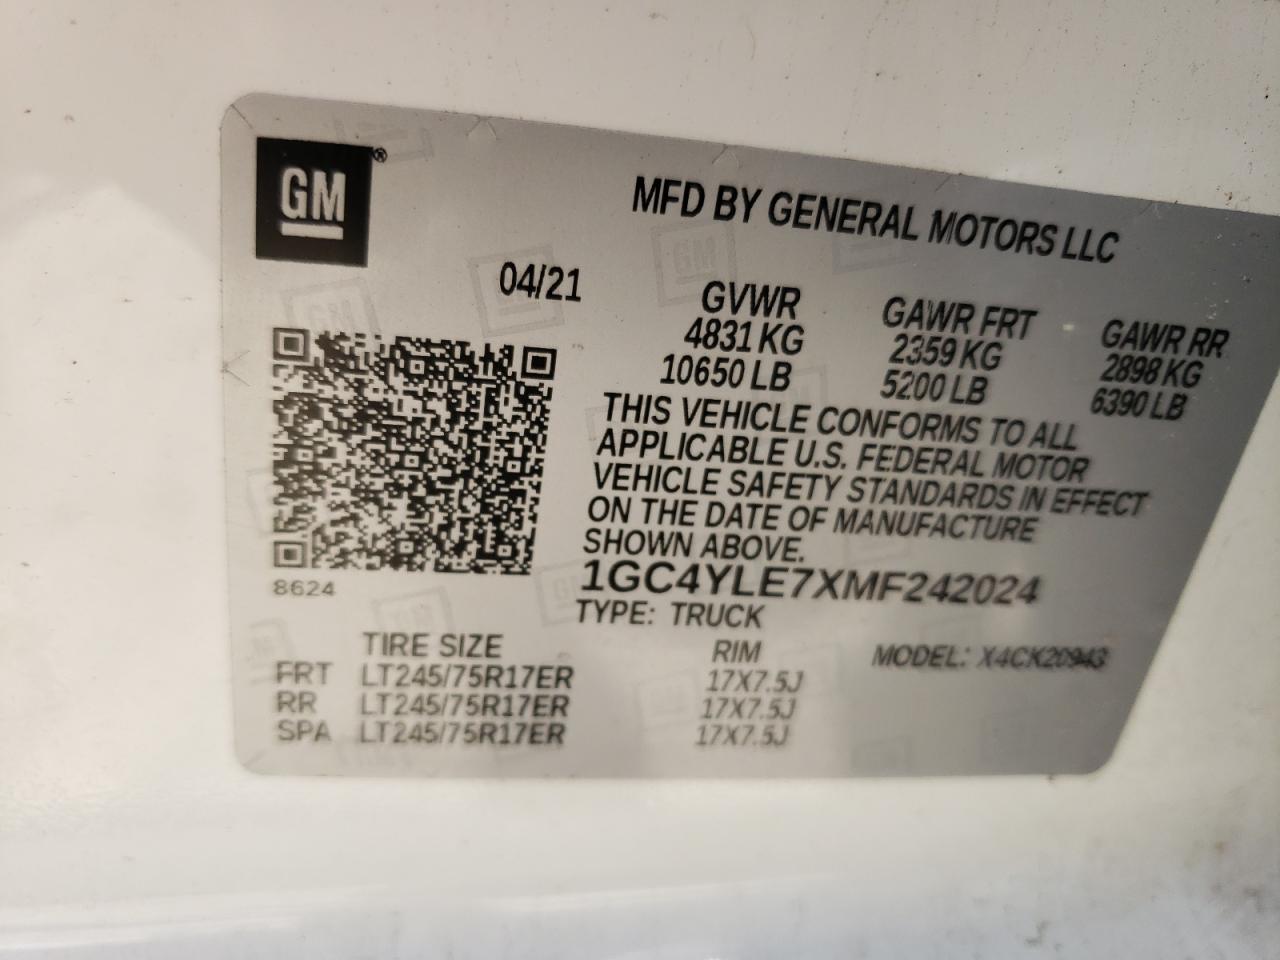 GM®
MFD BY GENERAL MOTORS LLC
04/21
GVWR GAWR FRT GAWR RR
4831 KG 2359 KG 2898 KG
10650 LB 5200 LB 6390 LB
THIS VEHICLE CONFORMS TO ALL
APPLICABLE U.S. FEDERAL MOTOR
VEHICLE SAFETY STANDARDS IN EFFECT
ON THE DATE OF MANUFACTURE
SHOWN ABOVE.
8624
1GC4YLE7XMF242024
TYPE: TRUCK
TIRE SIZE RIM MODEL: X4CK20943
FRT LT245/75R17ER 17X7.5J
RR LT245/75R17ER 17X7.5J
SPA LT245/75R17ER 17X7.5J